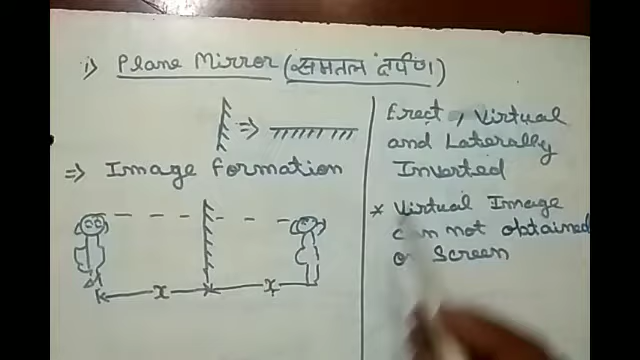 i) Plane Mirror (समतल दर्पण)
⇒ Image formation
x x
Erect, Virtual
and Laterally
Inverted
* Virtual Image
can not obtained
on Screen